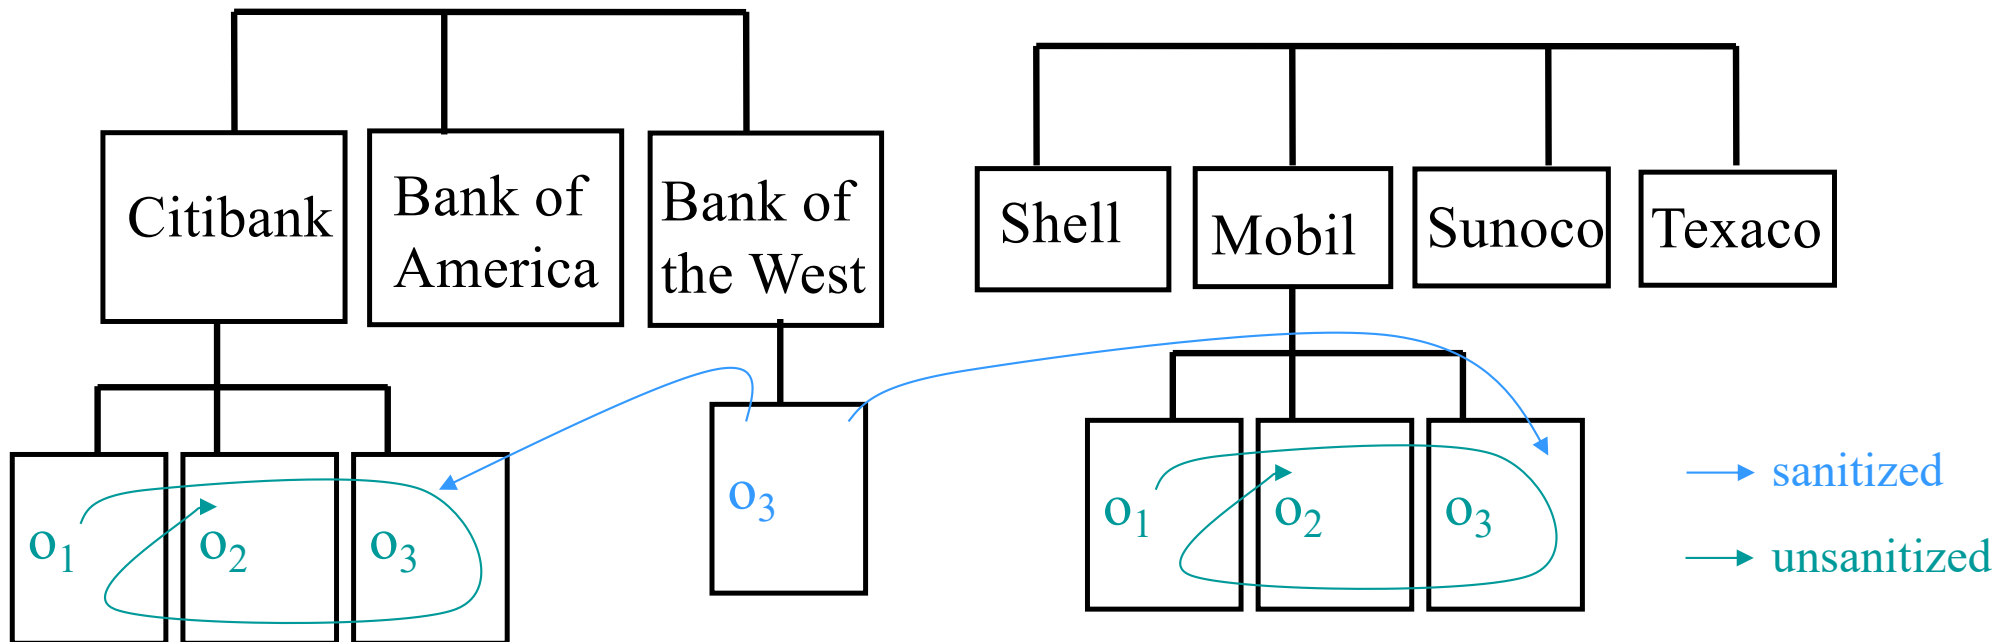 Citibank
Bank of
America
Bank of
the West
Shell
Mobil
Sunoco
Texaco
o₁
o₂
o₃
o₃
o₁
o₂
o₃
sanitized
unsanitized